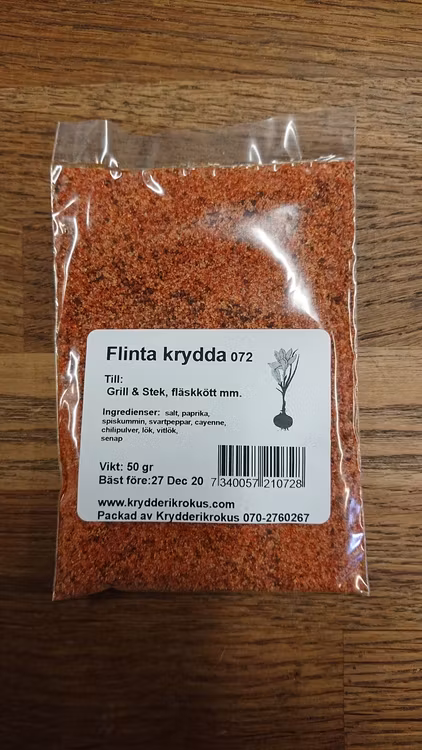 Flinta krydda 072
Till:
Grill & Stek, fläskkött mm.
Ingredienser: salt, paprika,
spiskummin, svartpeppar, cayenne,
chilipulver, lök, vitlök,
senap
Vikt: 50 gr
Bäst före:27 Dec 20
7 340057 210728
www.krydderikrokus.com
Packad av Krydderikrokus 070-2760267